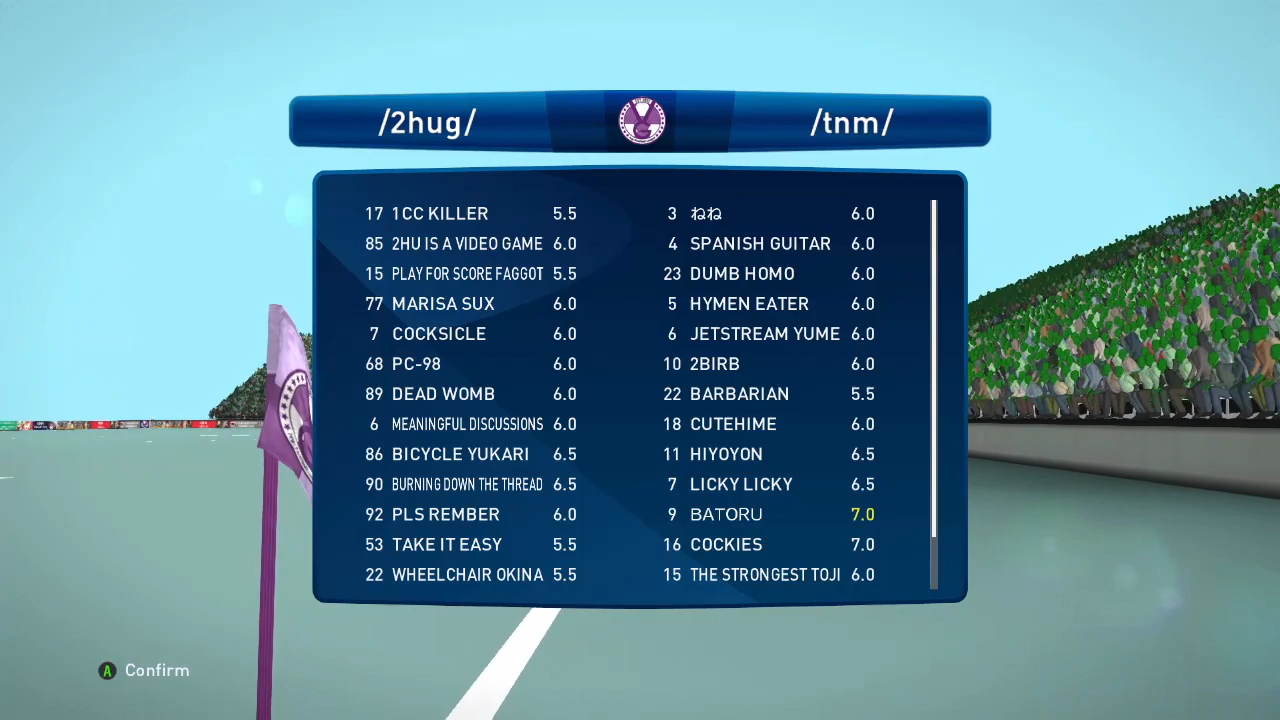 /2hug/ /tnm/
17 1CC KILLER 5.5 3 ねね 6.0
85 2HU IS A VIDEO GAME 6.0 4 SPANISH GUITAR 6.0
15 PLAY FOR SCORE FAGGOT 5.5 23 DUMB HOMO 6.0
77 MARISA SUX 6.0 5 HYMEN EATER 6.0
7 COCKSICLE 6.0 6 JETSTREAM YUME 6.0
68 PC-98 6.0 10 2BIRB 6.0
89 DEAD WOMB 6.0 22 BARBARIAN 5.5
6 MEANINGFUL DISCUSSIONS 6.0 18 CUTEHIME 6.0
86 BICYCLE YUKARI 6.5 11 HIYOYON 6.5
90 BURNING DOWN THE THREAD 6.5 7 LICKY LICKY 6.5
92 PLS REMBER 6.0 9 BATORU 7.0
53 TAKE IT EASY 5.5 16 COCKIES 7.0
22 WHEELCHAIR OKINA 5.5 15 THE STRONGEST TOJI 6.0
A Confirm